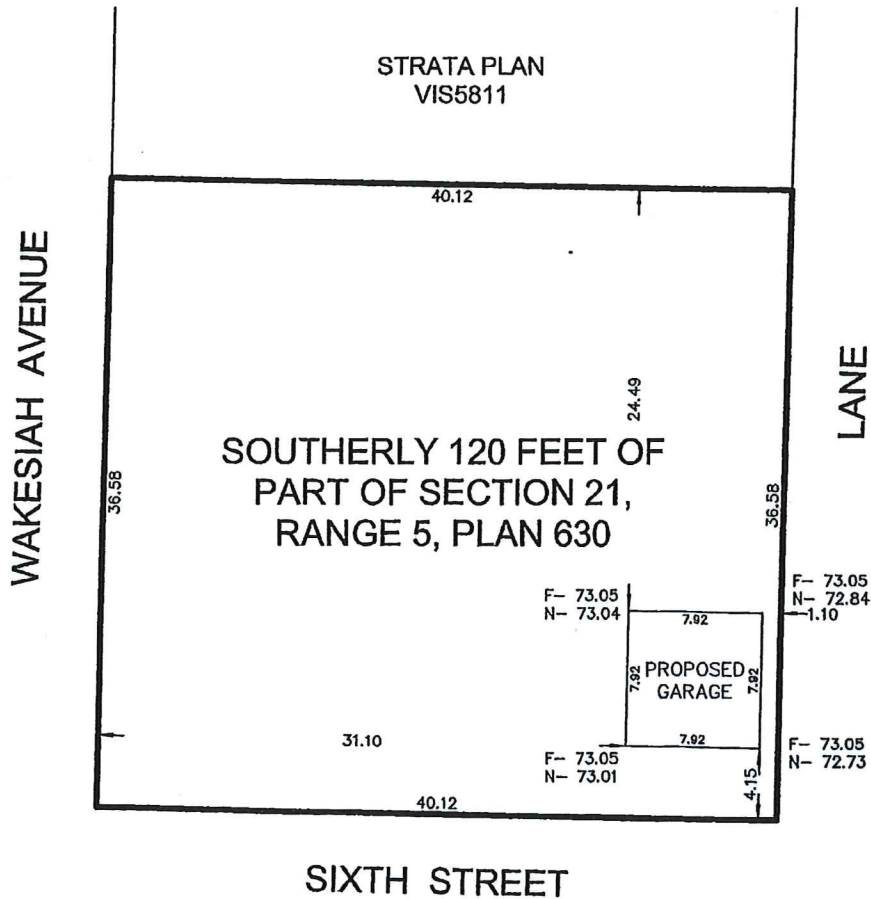 STRATA PLAN
VIS5811
40.12
WAKESIAH AVENUE
LANE
24.49
36.58
36.58
SOUTHERLY 120 FEET OF
PART OF SECTION 21,
RANGE 5, PLAN 630
F- 73.05
N- 73.04
F- 73.05
N- 72.84
1.10
7.92
7.92
PROPOSED
GARAGE
7.92
7.92
31.10
F- 73.05
N- 73.01
F- 73.05
N- 72.73
4.15
40.12
SIXTH STREET